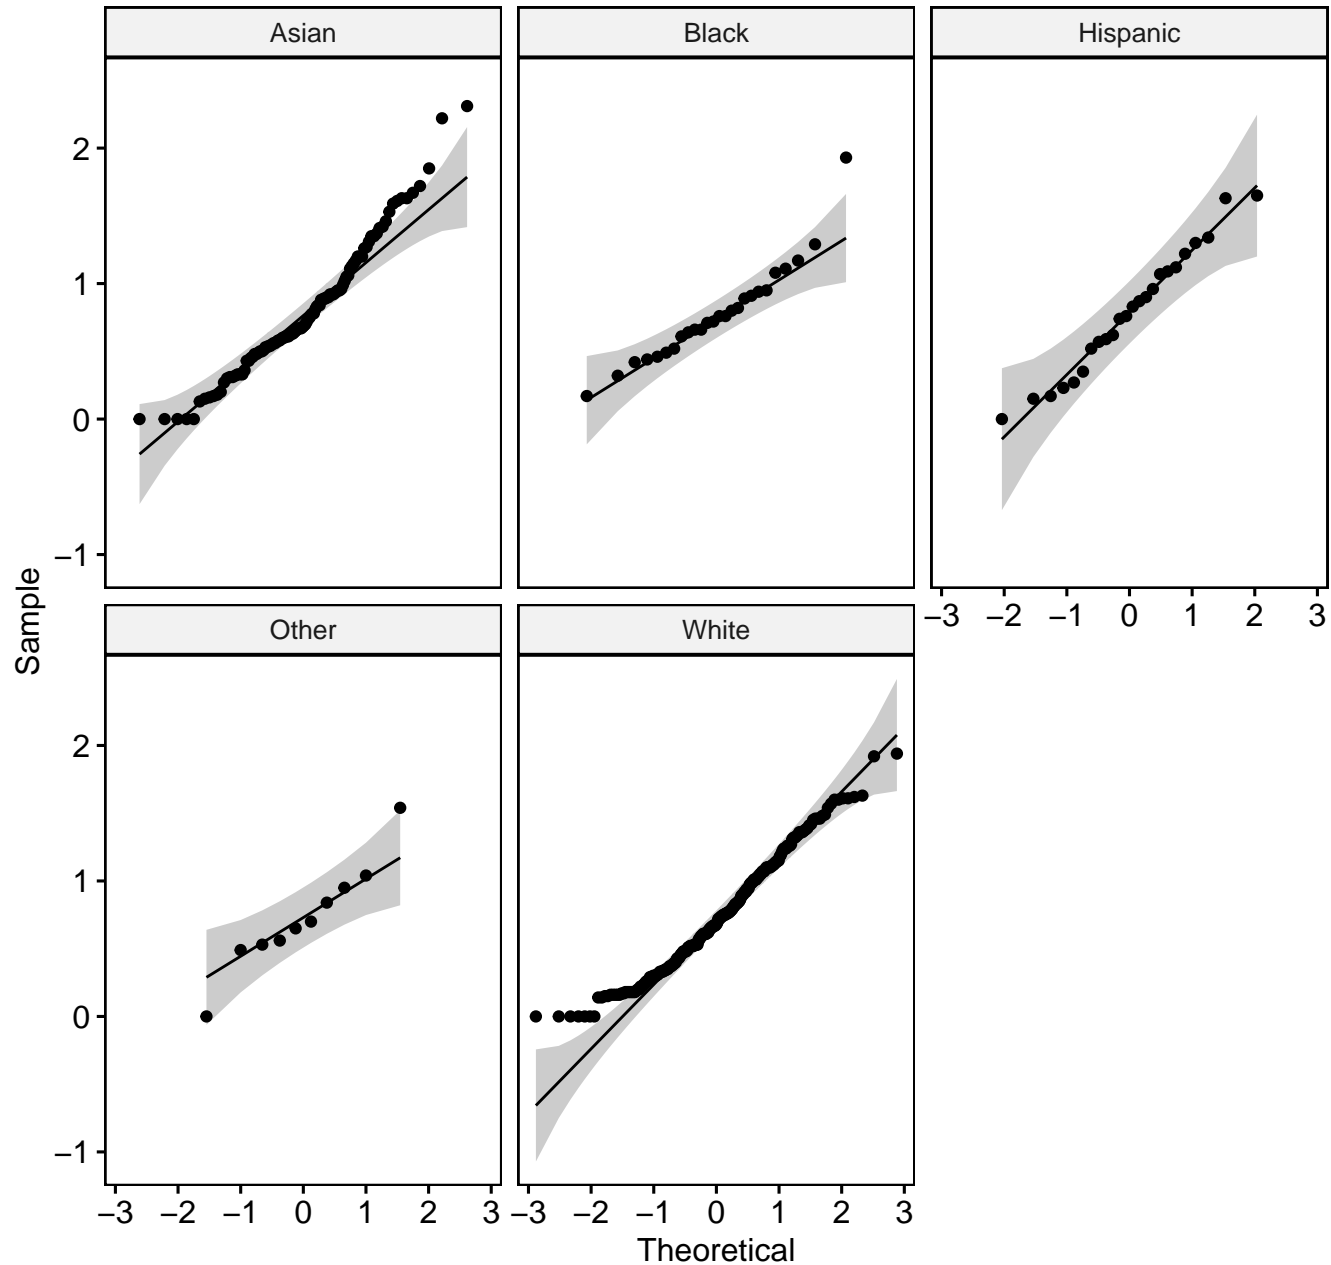 Asian Black Hispanic
2
1
0
−1
−3 −2 −1 0 1 2 3
Sample
Other White
2
1
0
−1
−3 −2 −1 0 1 2 3 −3 −2 −1 0 1 2 3
Theoretical